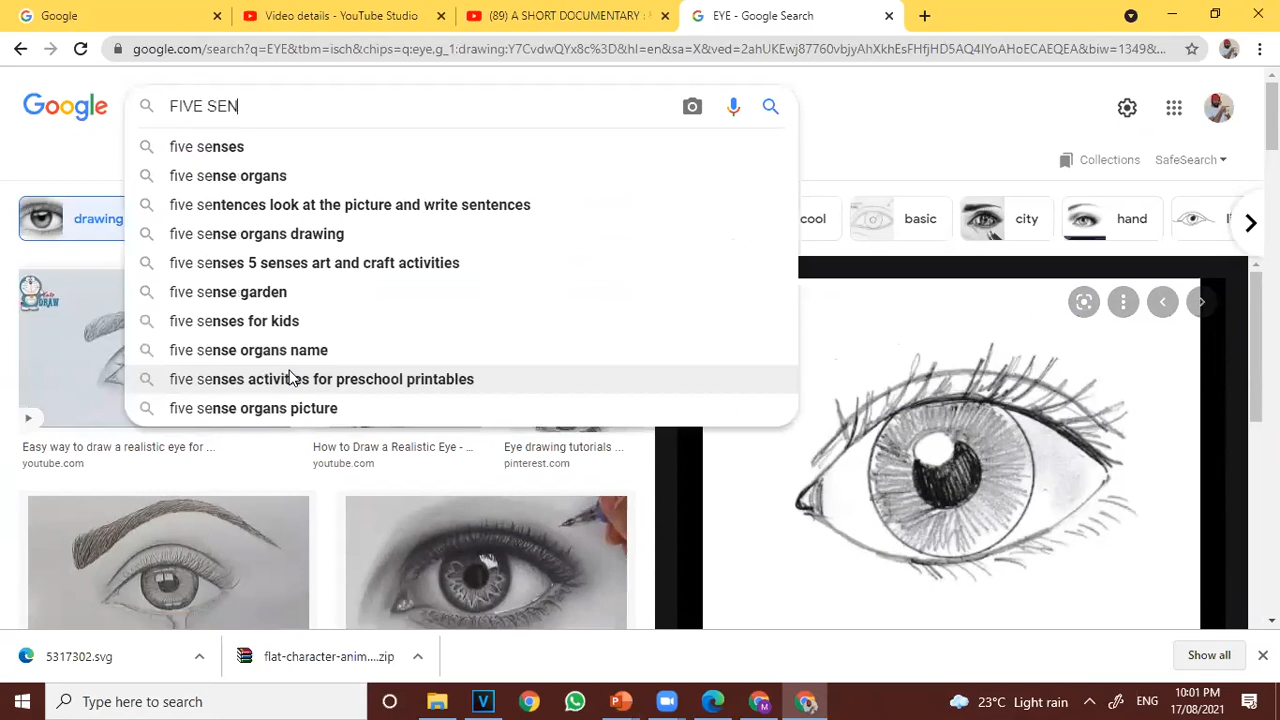 Google
Video details - YouTube Studio
(89) A SHORT DOCUMENTARY :
EYE - Google Search
google.com/search?q=EYE&tbm=isch&chips=q:eye,g_1:drawing:Y7CvdwQYx8c%3D&hl=en&sa=X&ved=2ahUKEwj87760vbjyAhXkhEsFHfjHD5AQ4lYoAHoECAEQEA&biw=1349&...
Google
FIVE SEN
five senses
five sense organs
five sentences look at the picture and write sentences
five sense organs drawing
five senses 5 senses art and craft activities
five sense garden
five senses for kids
five sense organs name
five senses activities for preschool printables
five sense organs picture
Collections
SafeSearch
drawing
cool
basic
city
hand
DRAW
Easy way to draw a realistic eye for ...
youtube.com
How to Draw a Realistic Eye - ...
youtube.com
Eye drawing tutorials ...
pinterest.com
5317302.svg
flat-character-anim....zip
Show all
Type here to search
23°C Light rain
ENG
10:01 PM
17/08/2021